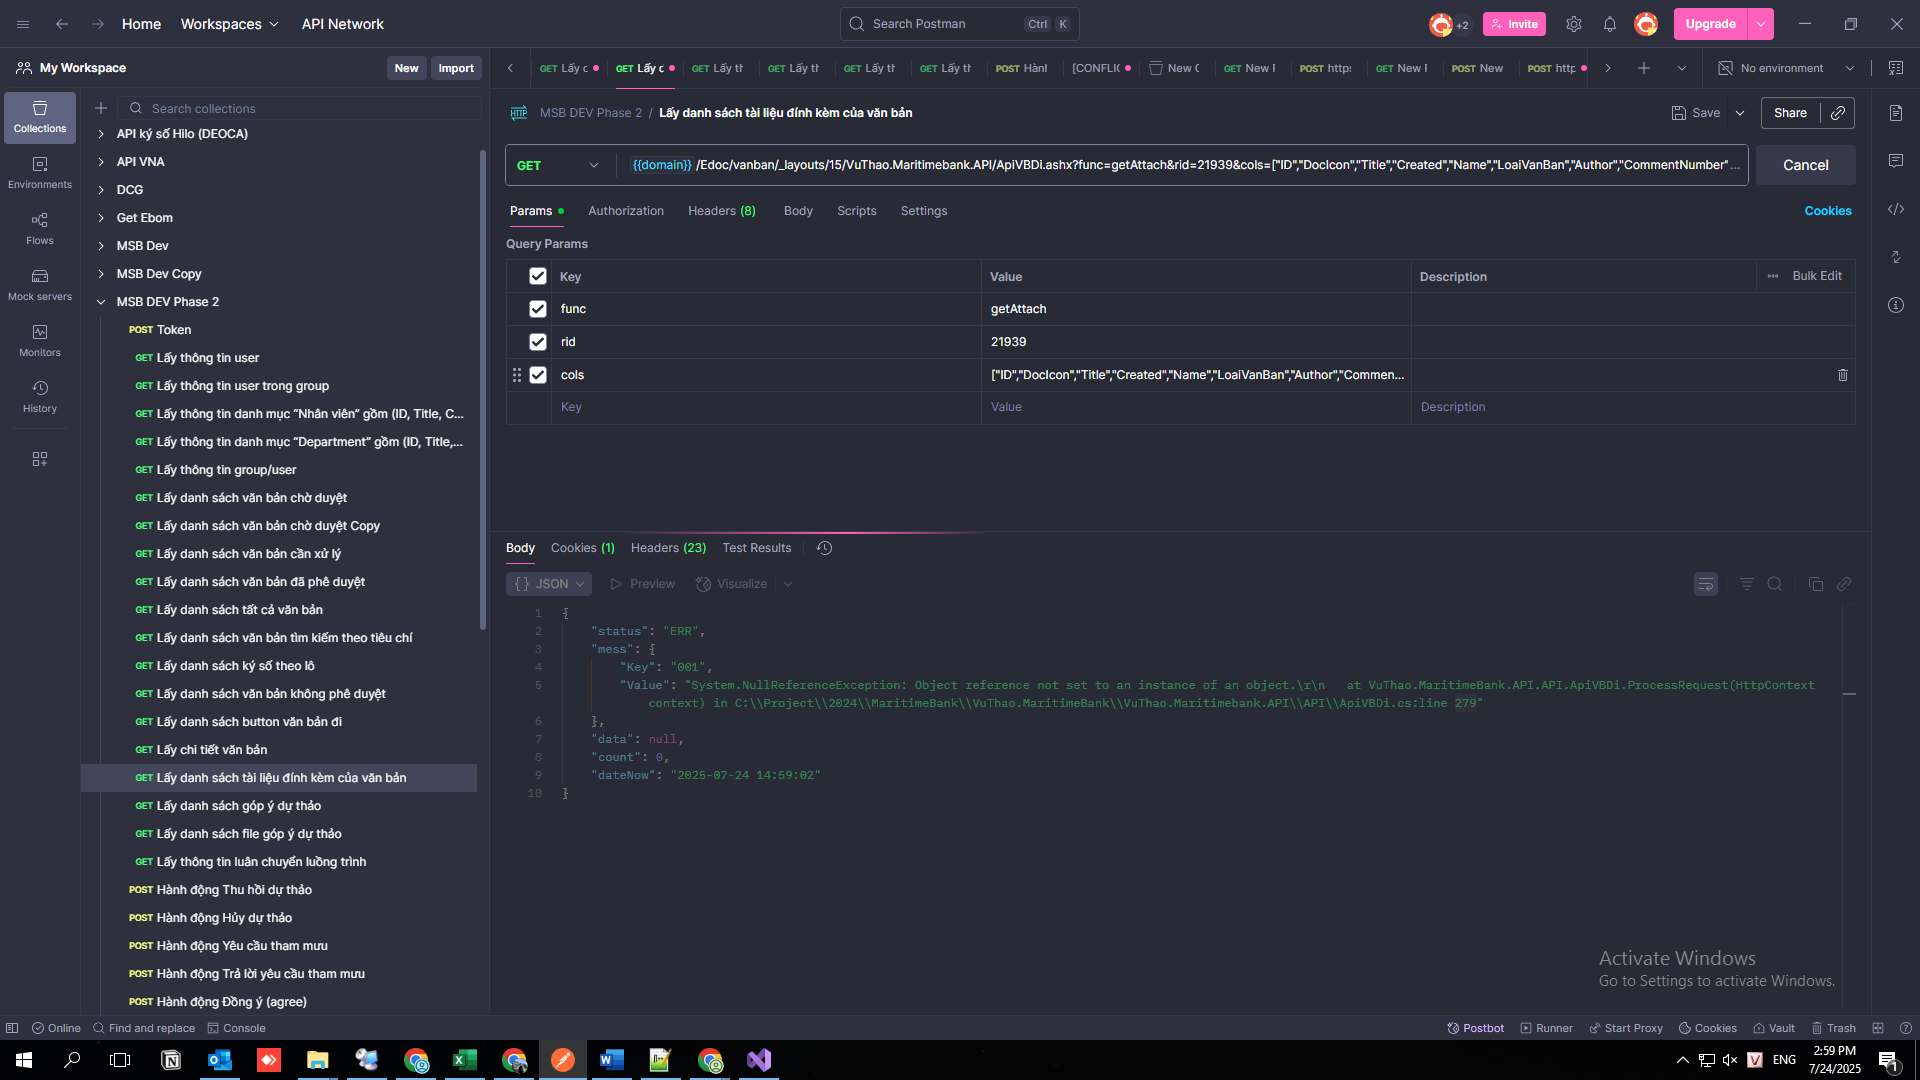 Home Workspaces API Network
Search Postman Ctrl K
+2 Invite Upgrade
My Workspace New Import
GET Lấy GET Lấy GET Lấy GET Lấy GET Lấy GET Lấy POST Hàn [CONFLIC New GET New POST https GET New POST New POST http No environment
Collections
Environments
Flows
Mock servers
Monitors
History
Search collections
API ký số Hilo (DEOCA)
API VNA
DCG
Get Ebom
MSB Dev
MSB Dev Copy
MSB DEV Phase 2
POST Token
GET Lấy thông tin user
GET Lấy thông tin user trong group
GET Lấy thông tin danh mục “Nhân viên” gồm (ID, Title, C...
GET Lấy thông tin danh mục “Department” gồm (ID, Title,...
GET Lấy thông tin group/user
GET Lấy danh sách văn bản chờ duyệt
GET Lấy danh sách văn bản chờ duyệt Copy
GET Lấy danh sách văn bản cần xử lý
GET Lấy danh sách văn bản đã phê duyệt
GET Lấy danh sách tất cả văn bản
GET Lấy danh sách văn bản tìm kiếm theo tiêu chí
GET Lấy danh sách ký số theo lô
GET Lấy danh sách văn bản không phê duyệt
GET Lấy danh sách button văn bản đi
GET Lấy chi tiết văn bản
GET Lấy danh sách tài liệu đính kèm của văn bản
GET Lấy danh sách góp ý dự thảo
GET Lấy danh sách file góp ý dự thảo
GET Lấy thông tin luân chuyển luồng trình
POST Hành động Thu hồi dự thảo
POST Hành động Hủy dự thảo
POST Hành động Yêu cầu tham mưu
POST Hành động Trả lời yêu cầu tham mưu
POST Hành động Đồng ý (agree)
HTTP MSB DEV Phase 2 / Lấy danh sách tài liệu đính kèm của văn bản Save Share
GET {{domain}}/Edoc/vanban/_layouts/15/VuThao.Maritimebank.API/ApiVBDi.ashx?func=getAttach&rid=21939&cols=["ID","DocIcon","Title","Created","Name","LoaiVanBan","Author","CommentNumber"... Cancel
Params Authorization Headers (8) Body Scripts Settings Cookies
Query Params
Key Value Description Bulk Edit
func getAttach
rid 21939
cols ["ID","DocIcon","Title","Created","Name","LoaiVanBan","Author","Commen...
Key Value Description
Body Cookies (1) Headers (23) Test Results
{} JSON Preview Visualize
1 {
2 "status": "ERR",
3 "mess": {
4 "Key": "001",
5 "Value": "System.NullReferenceException: Object reference not set to an instance of an object.\r\n   at VuThao.MaritimeBank.API.API.ApiVBDi.ProcessRequest(HttpContext
context) in C:\\Project\\2024\\MaritimeBank\\VuThao.MaritimeBank\\VuThao.Maritimebank.API\\API\\ApiVBDi.cs:line 279"
6 },
7 "data": null,
8 "count": 0,
9 "dateNow": "2025-07-24 14:59:02"
10 }
Activate Windows
Go to Settings to activate Windows.
Online Find and replace Console Postbot Runner Start Proxy Cookies Vault Trash
ENG 2:59 PM
7/24/2025 1